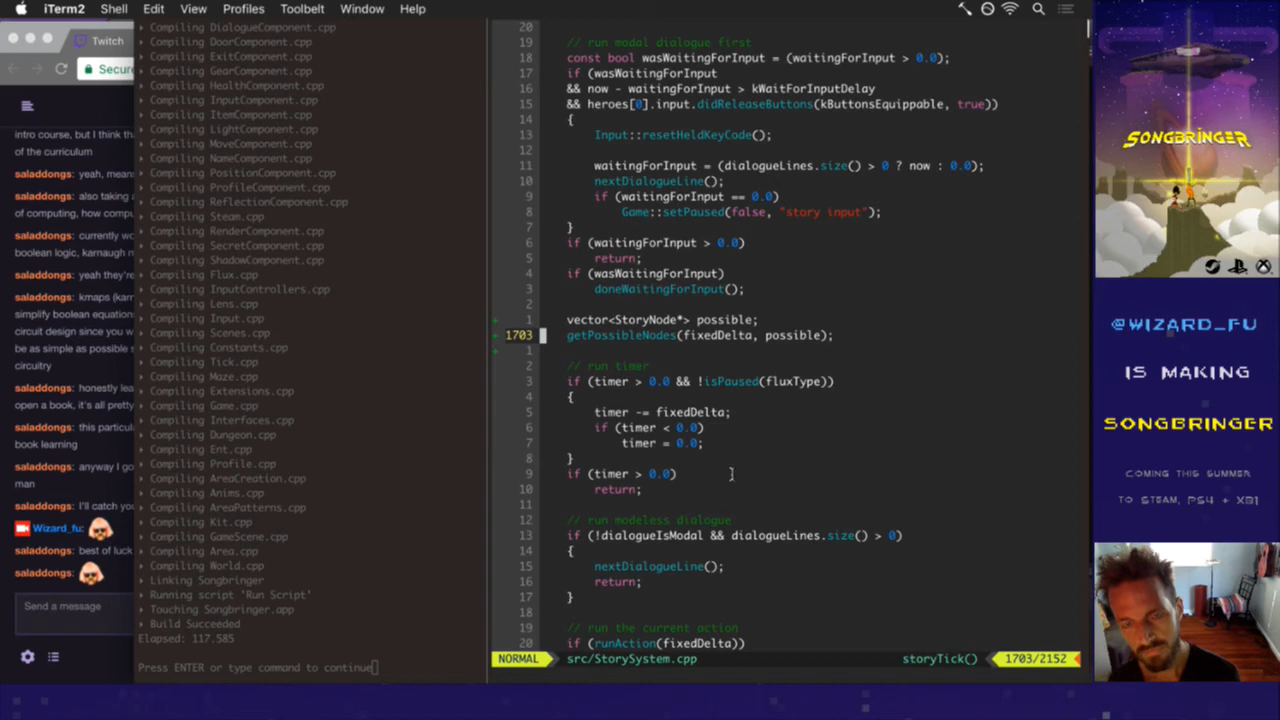 iTerm2 Shell Edit View Profiles Toolbelt Window Help
Twitch
Secure
intro course, but I think tha
of the curriculum
saladdongs: yeah, means
saladdongs: also taking a
of computing, how compu
saladdongs: currently wo
boolean logic, karnaugh m
saladdongs: yeah they're
saladdongs: kmaps (karn
simplify boolean equations
circuit design since you w
be as simple as possible s
circuitry
saladdongs: honestly lea
open a book, it's all pretty
saladdongs: this particula
book learning
saladdongs: anyway I go
man
saladdongs: I'll catch you
Wizard_fu:
saladdongs: best of luck
saladdongs:
Send a message
Compiling DialogueComponent.cpp
Compiling DoorComponent.cpp
Compiling ExitComponent.cpp
Compiling GearComponent.cpp
Compiling HealthComponent.cpp
Compiling InputComponent.cpp
Compiling ItemComponent.cpp
Compiling LightComponent.cpp
Compiling MoveComponent.cpp
Compiling NameComponent.cpp
Compiling PositionComponent.cpp
Compiling ProfileComponent.cpp
Compiling ReflectionComponent.cpp
Compiling Steam.cpp
Compiling RenderComponent.cpp
Compiling SecretComponent.cpp
Compiling ShadowComponent.cpp
Compiling Flux.cpp
Compiling InputControllers.cpp
Compiling Lens.cpp
Compiling Input.cpp
Compiling Scenes.cpp
Compiling Constants.cpp
Compiling Tick.cpp
Compiling Maze.cpp
Compiling Extensions.cpp
Compiling Game.cpp
Compiling Interfaces.cpp
Compiling Dungeon.cpp
Compiling Ent.cpp
Compiling Profile.cpp
Compiling AreaCreation.cpp
Compiling Anims.cpp
Compiling AreaPatterns.cpp
Compiling Kit.cpp
Compiling GameScene.cpp
Compiling Area.cpp
Compiling World.cpp
Linking Songbringer
Running script 'Run Script'
Touching Songbringer.app
Build Succeeded
Elapsed: 117.585
Press ENTER or type command to continue
20
19 // run modal dialogue first
18 const bool wasWaitingForInput = (waitingForInput > 0.0);
17 if (wasWaitingForInput
16 && now - waitingForInput > kWaitForInputDelay
15 && heroes[0].input.didReleaseButtons(kButtonsEquippable, true))
14 {
13 Input::resetHeldKeyCode();
12
11 waitingForInput = (dialogueLines.size() > 0 ? now : 0.0);
10 nextDialogueLine();
9 if (waitingForInput == 0.0)
8 Game::setPaused(false, "story input");
7 }
6 if (waitingForInput > 0.0)
5 return;
4 if (wasWaitingForInput)
3 doneWaitingForInput();
2
+ 1 vector<StoryNode*> possible;
+ 1703 getPossibleNodes(fixedDelta, possible);
+ 1
2 // run timer
3 if (timer > 0.0 && !isPaused(fluxType))
4 {
5 timer -= fixedDelta;
6 if (timer < 0.0)
7 timer = 0.0;
8 }
9 if (timer > 0.0)
10 return;
11
12 // run modeless dialogue
13 if (!dialogueIsModal && dialogueLines.size() > 0)
14 {
15 nextDialogueLine();
16 return;
17 }
18
19 // run the current action
20 if (runAction(fixedDelta))
NORMAL src/StorySystem.cpp storyTick() 1703/2152
SONGBRINGER
@WIZARD_FU
IS MAKING
SONGBRINGER
COMING THIS SUMMER
TO STEAM, PS4 + XB1